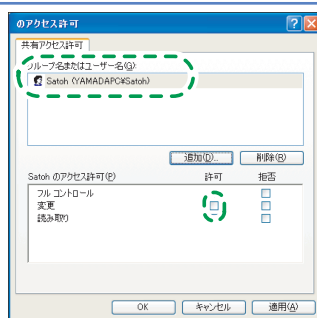 のアクセス許可
共有アクセス許可
グループ名またはユーザー名(G):
Satoh (YAMADAPC¥Satoh)
追加(D)... 削除(R)
Satoh のアクセス許可(P) 許可 拒否
フル コントロール
変更
読み取り
OK キャンセル 適用(A)